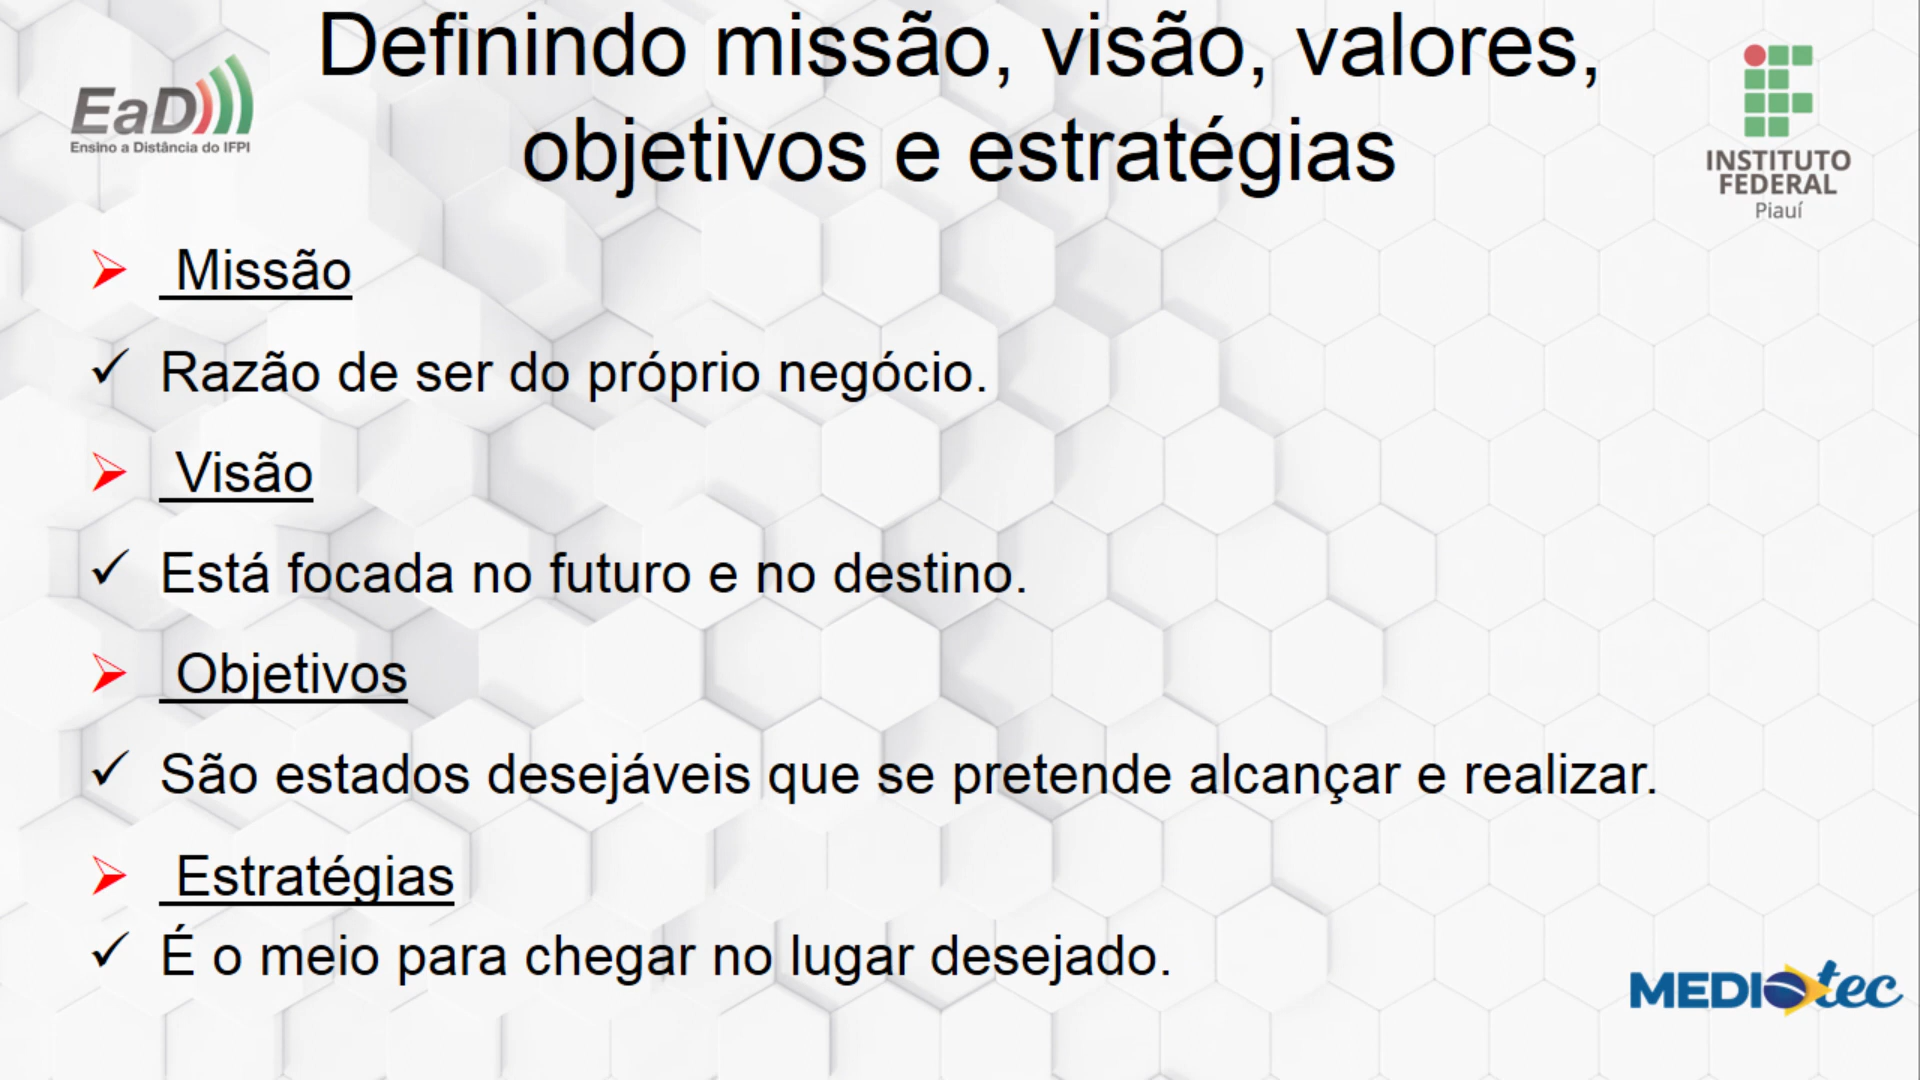 Definindo missão, visão, valores,
objetivos e estratégias
EaD
Ensino a Distância do IFPI
INSTITUTO
FEDERAL
Piauí
Missão
Razão de ser do próprio negócio.
Visão
Está focada no futuro e no destino.
Objetivos
São estados desejáveis que se pretende alcançar e realizar.
Estratégias
É o meio para chegar no lugar desejado.
MEDIOtec